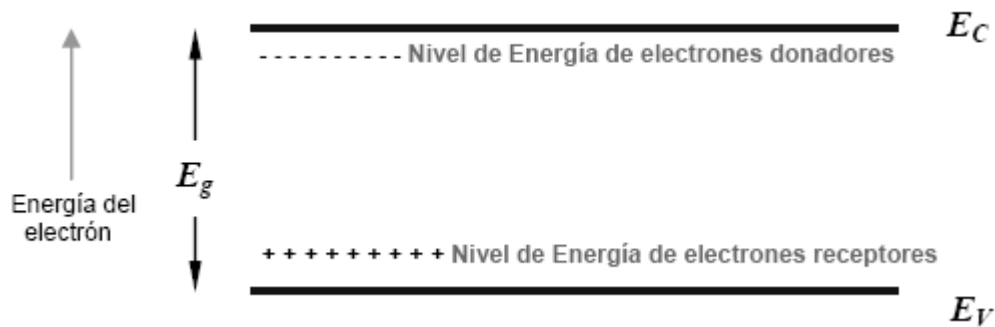 E_C
- - - - - - - - - - Nivel de Energía de electrones donadores
E_g
Energía del
electrón
+ + + + + + + + + Nivel de Energía de electrones receptores
E_V